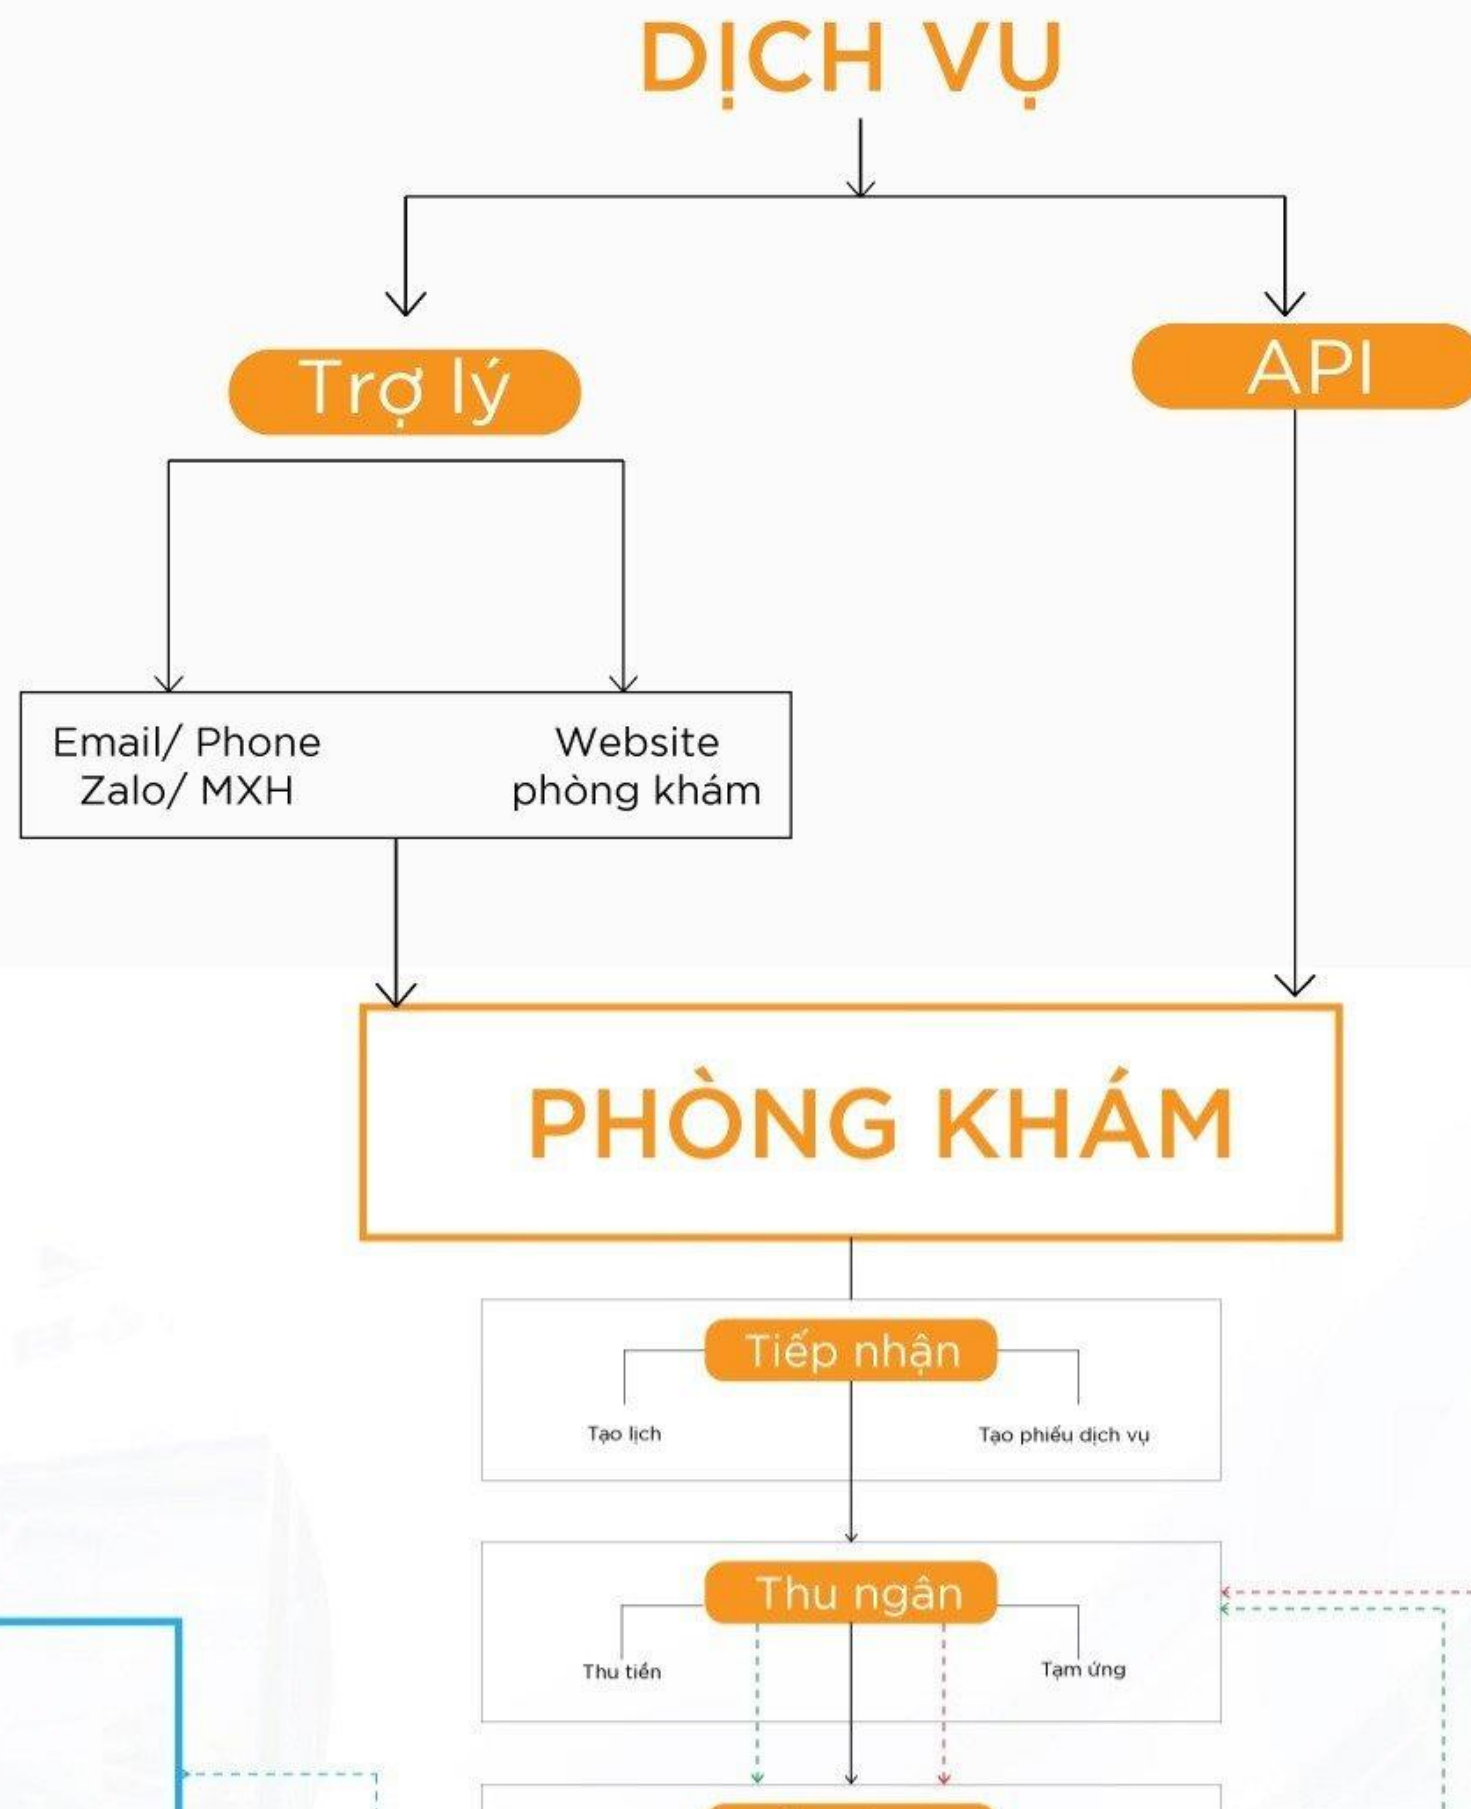 DỊCH VỤ
Trợ lý
API
Email/ Phone
Zalo/ MXH
Website
phòng khám
PHÒNG KHÁM
Tiếp nhận
Tạo lịch
Tạo phiếu dịch vụ
Thu ngân
Thu tiền
Tạm ứng